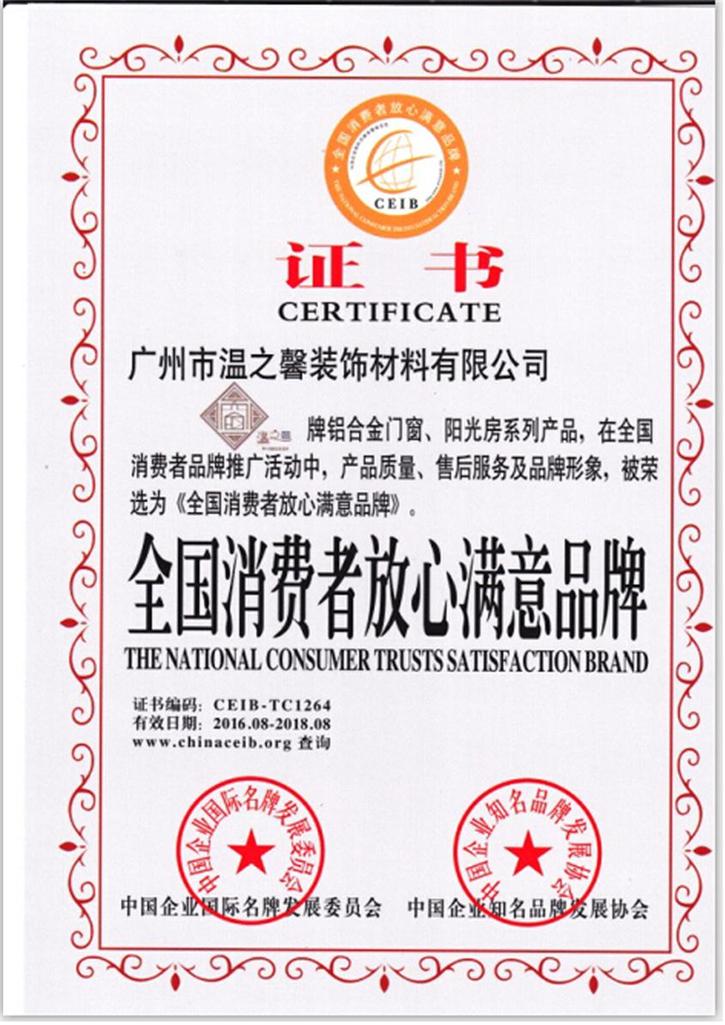 全国消费者放心满意品牌
CEIB
证书
CERTIFICATE
广州市温之馨装饰材料有限公司
温之馨
牌铝合金门窗、阳光房系列产品，在全国
消费者品牌推广活动中，产品质量、售后服务及品牌形象，被荣
选为《全国消费者放心满意品牌》。
全国消费者放心满意品牌
THE NATIONAL CONSUMER TRUSTS SATISFACTION BRAND
证书编码：CEIB-TC1264
有效日期：2016.08-2018.08
www.chinaceib.org 查询
中国企业国际名牌发展委员会
中国企业知名品牌发展协会
中国企业国际名牌发展委员会 中国企业知名品牌发展协会